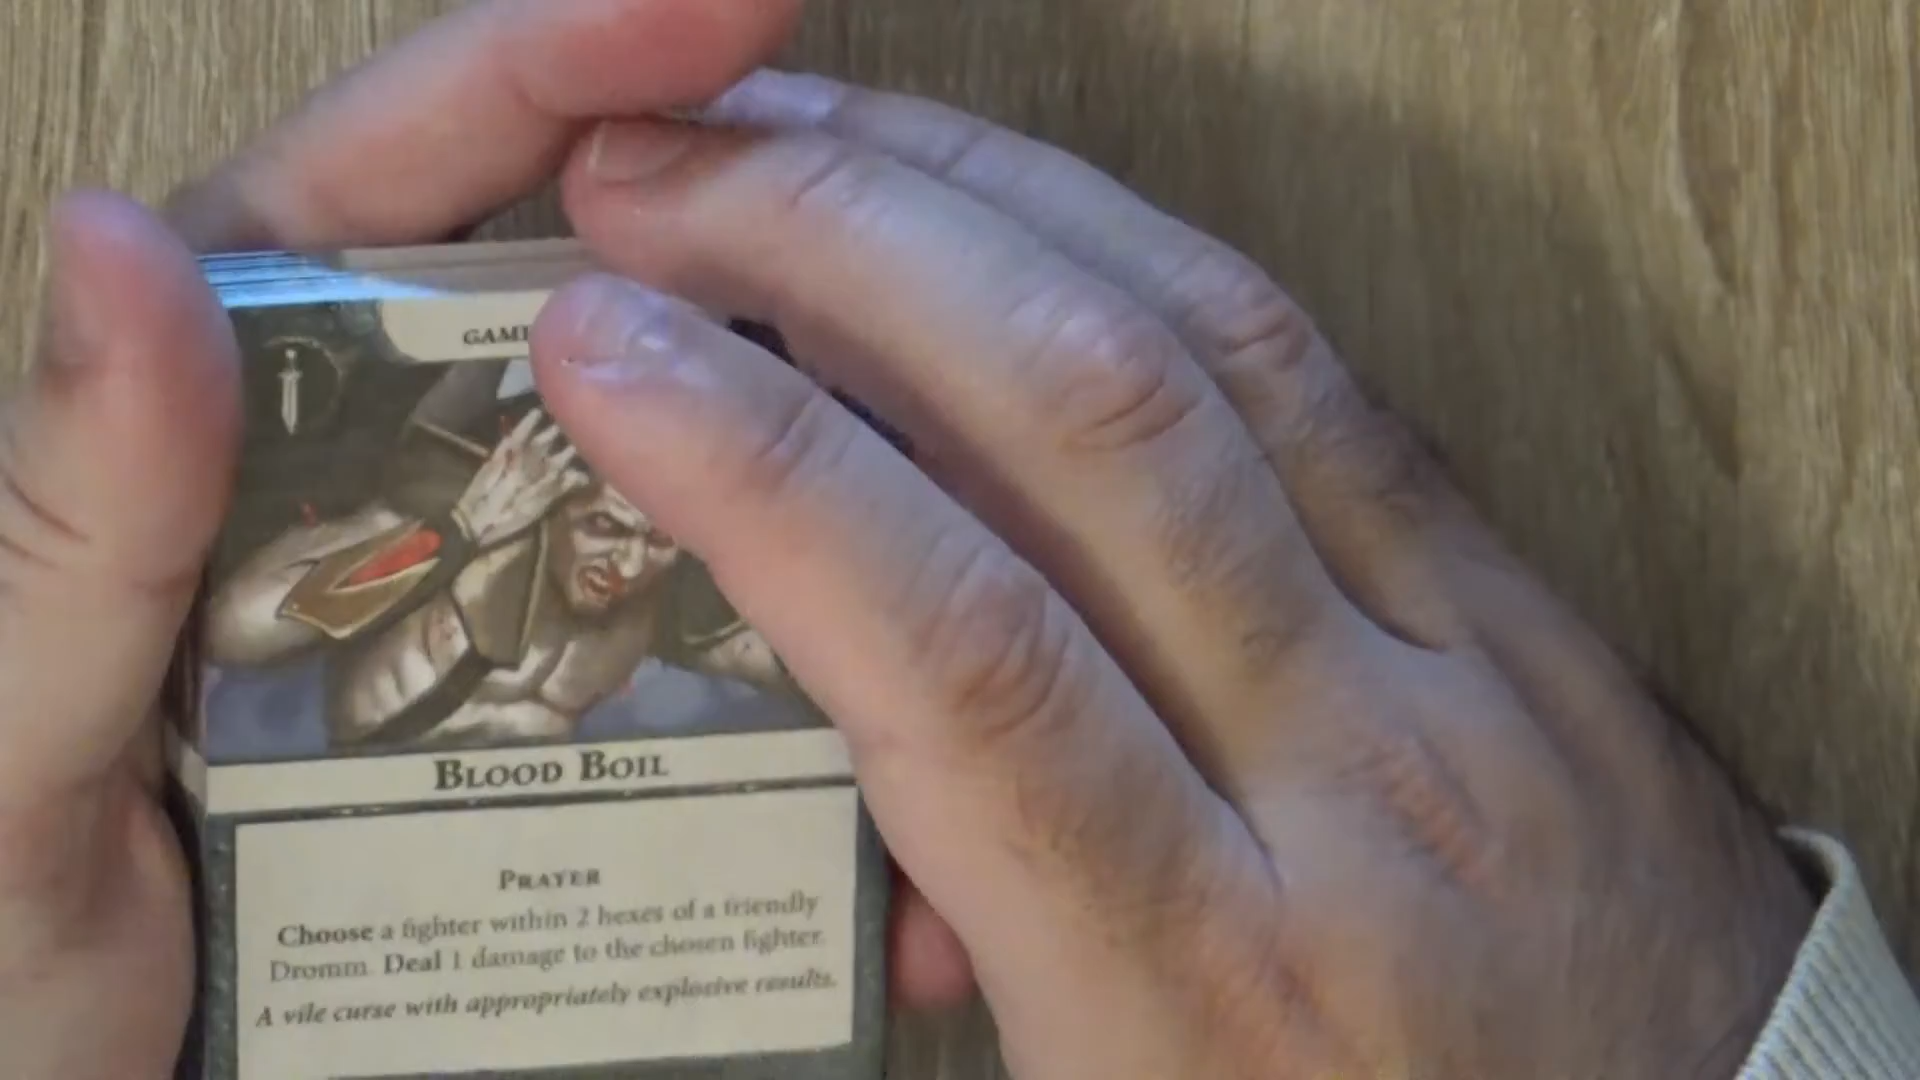 BLOOD BOIL
PRAYER
Choose a fighter within 2 hexes of a friendly
Dromm. Deal 1 damage to the chosen fighter.
A vile curse with appropriately explosive results.